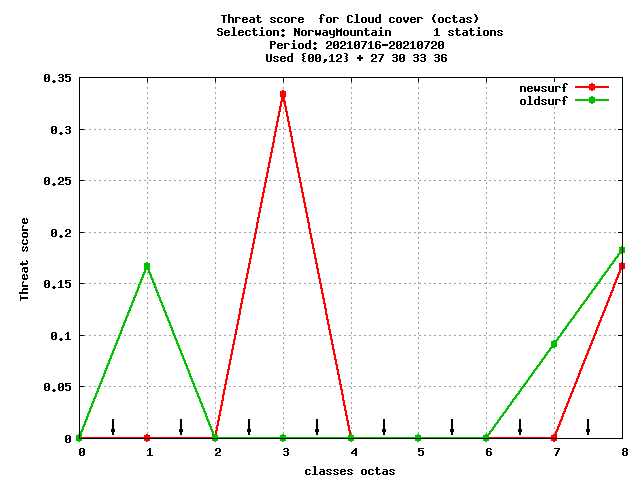 Threat score  for Cloud cover (octas)
Selection: NorwayMountain      1 stations
Period: 20210716-20210720
Used {00,12} + 27 30 33 36
newsurf
oldsurf
0.35
0.3
0.25
0.2
0.15
0.1
0.05
0
Threat score
0 1 2 3 4 5 6 7 8
classes octas